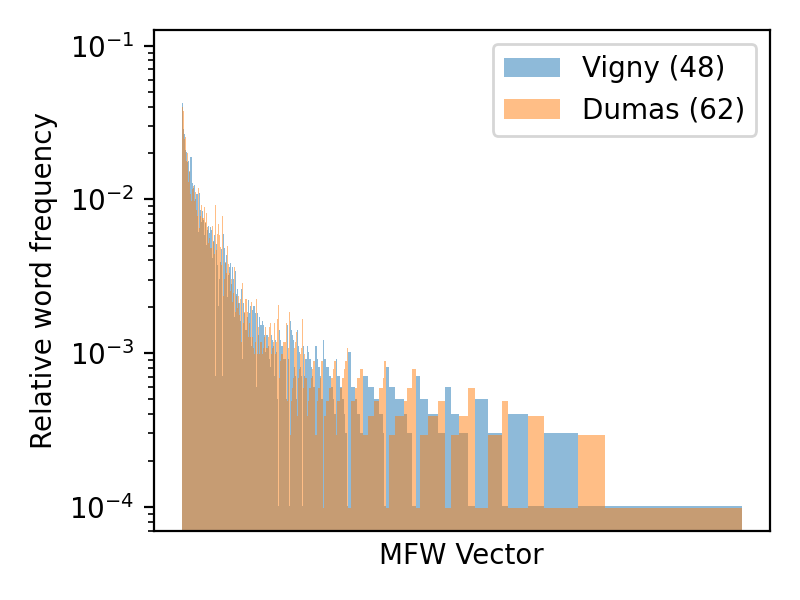 10⁻¹
10⁻²
10⁻³
10⁻⁴
Relative word frequency
MFW Vector
Vigny (48)
Dumas (62)